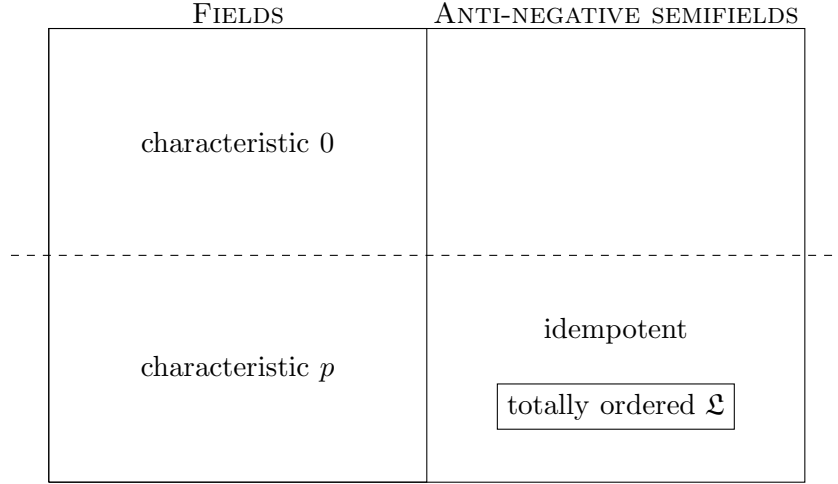 FIELDS ANTI-NEGATIVE SEMIFIELDS
characteristic 0
idempotent
characteristic p
totally ordered 𝔏